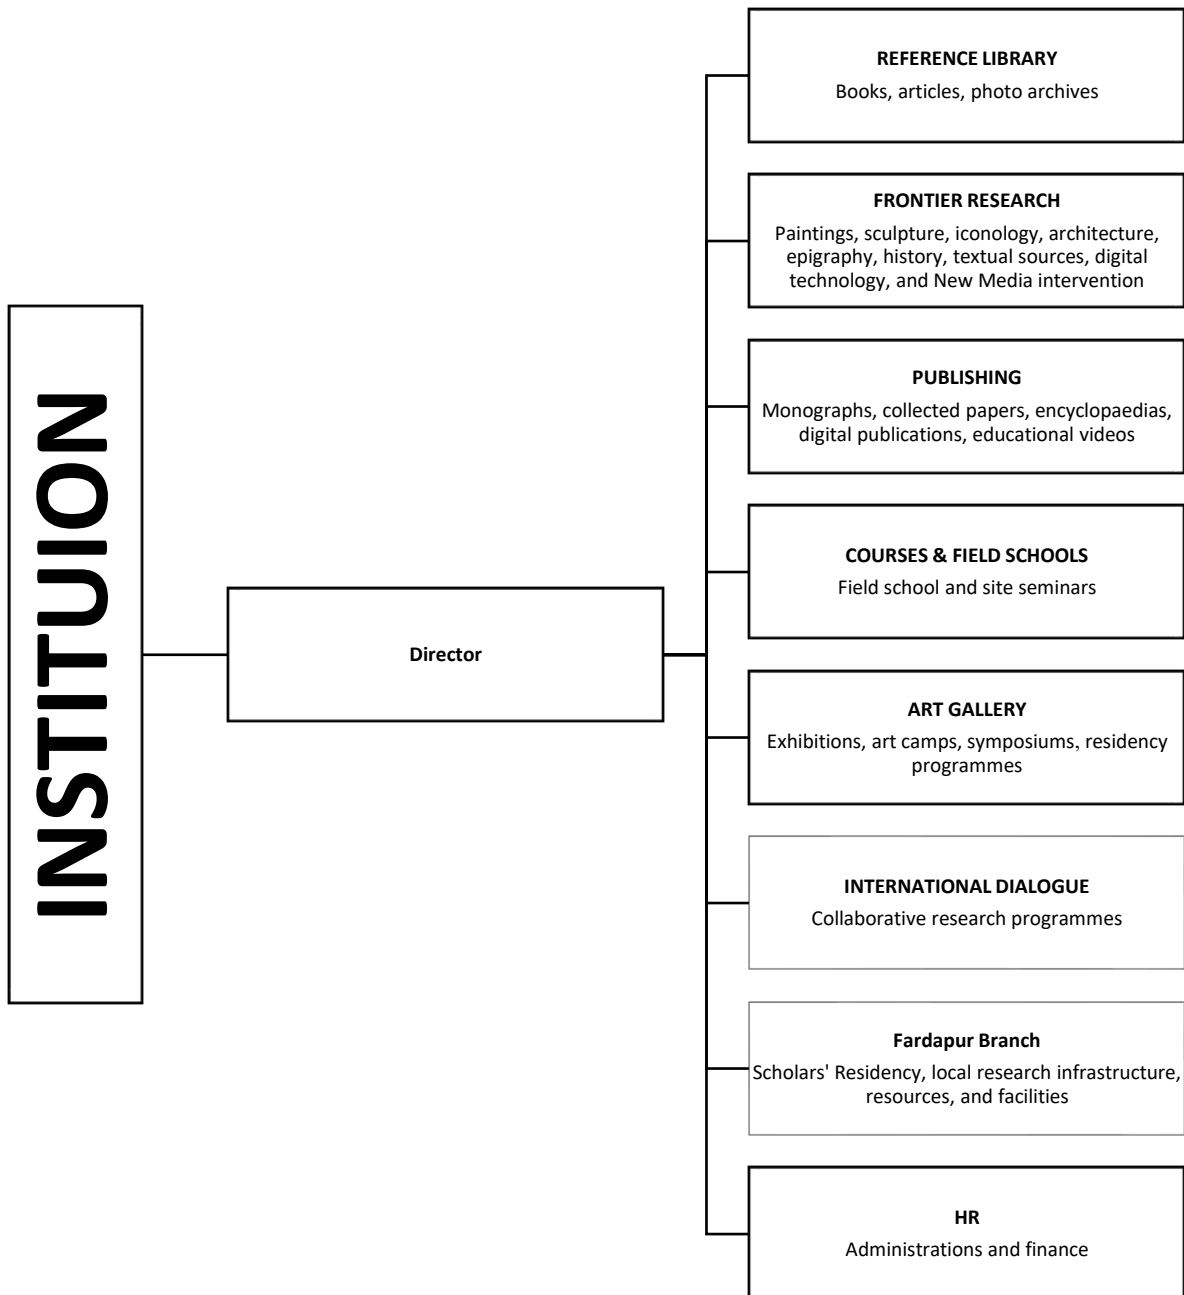 INSTITUION
Director
REFERENCE LIBRARY
Books, articles, photo archives
FRONTIER RESEARCH
Paintings, sculpture, iconology, architecture,
epigraphy, history, textual sources, digital
technology, and New Media intervention
PUBLISHING
Monographs, collected papers, encyclopaedias,
digital publications, educational videos
COURSES & FIELD SCHOOLS
Field school and site seminars
ART GALLERY
Exhibitions, art camps, symposiums, residency
programmes
INTERNATIONAL DIALOGUE
Collaborative research programmes
Fardapur Branch
Scholars' Residency, local research infrastructure,
resources, and facilities
HR
Administrations and finance